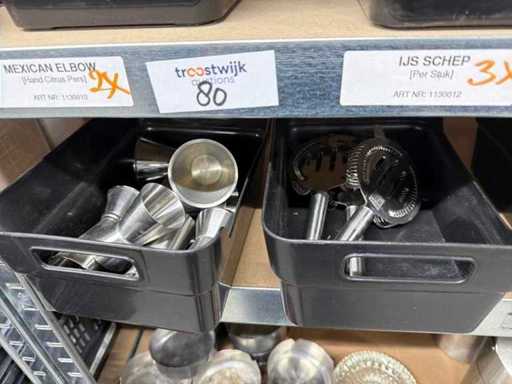 MEXICAN ELBOW
[Hand Citrus Pers]
2x
ART NR: 1130610
troostwijk
auctions
80
IJS SCHEP
[Per Stuk]
3x
ART NR: 1130012